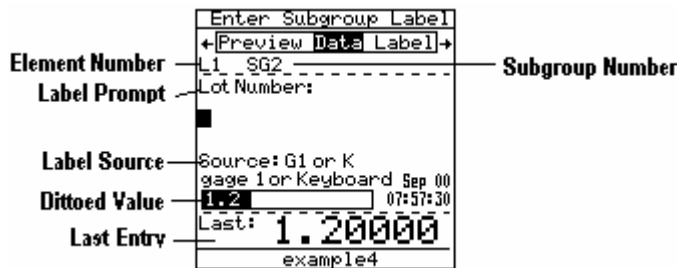 Enter Subgroup Label
←Preview Data Label→
Element Number
L1 SG2
Subgroup Number
Label Prompt
Lot Number:
Label Source
Source: G1 or K
gage 1 or Keyboard Sep 00
Dittoed Value
1.2
07:57:30
Last Entry
Last: 1.20000
example4